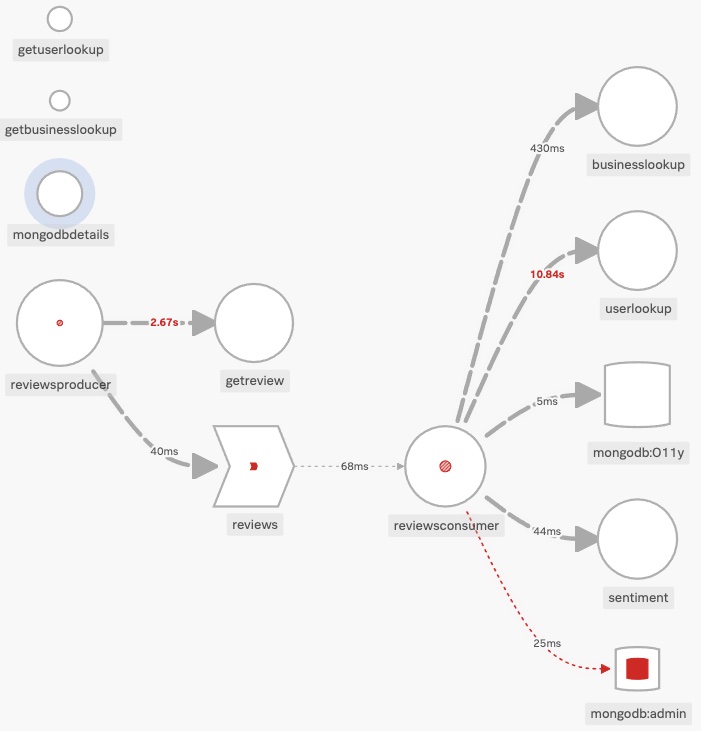 getuserlookup
getbusinesslookup
mongodbdetails
reviewsproducer
2.67s
getreview
40ms
reviews
68ms
reviewsconsumer
430ms
businesslookup
10.84s
userlookup
5ms
mongodb:O11y
44ms
sentiment
25ms
mongodb:admin